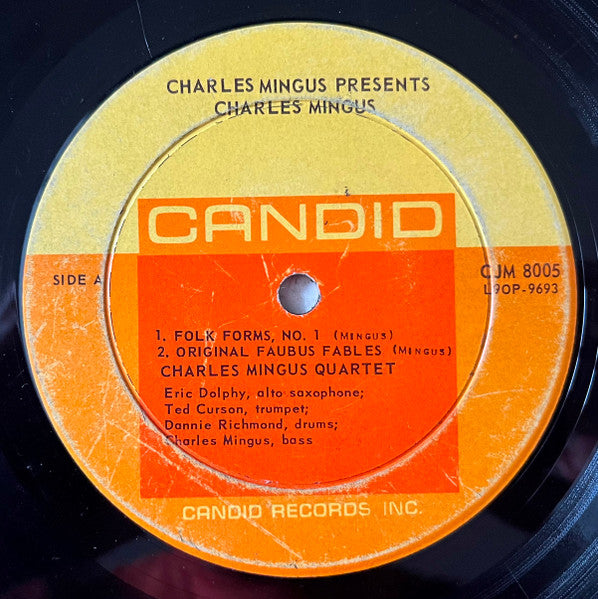 CHARLES MINGUS PRESENTS
CHARLES MINGUS
CANDID
SIDE A
CJM 8005
L9OP-9693
1. FOLK FORMS, NO. 1 (MINGUS)
2. ORIGINAL FAUBUS FABLES (MINGUS)
CHARLES MINGUS QUARTET
Eric Dolphy, alto saxophone;
Ted Curson, trumpet;
Dannie Richmond, drums;
Charles Mingus, bass
CANDID RECORDS INC.